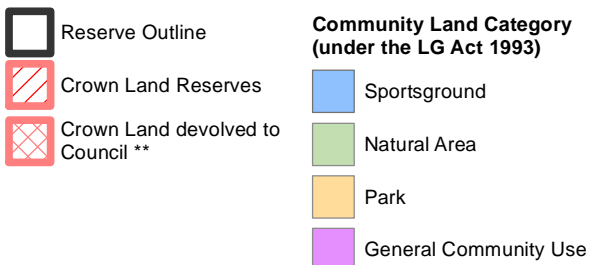 Reserve Outline
Crown Land Reserves
Crown Land devolved to
Council **
Community Land Category
(under the LG Act 1993)
Sportsground
Natural Area
Park
General Community Use